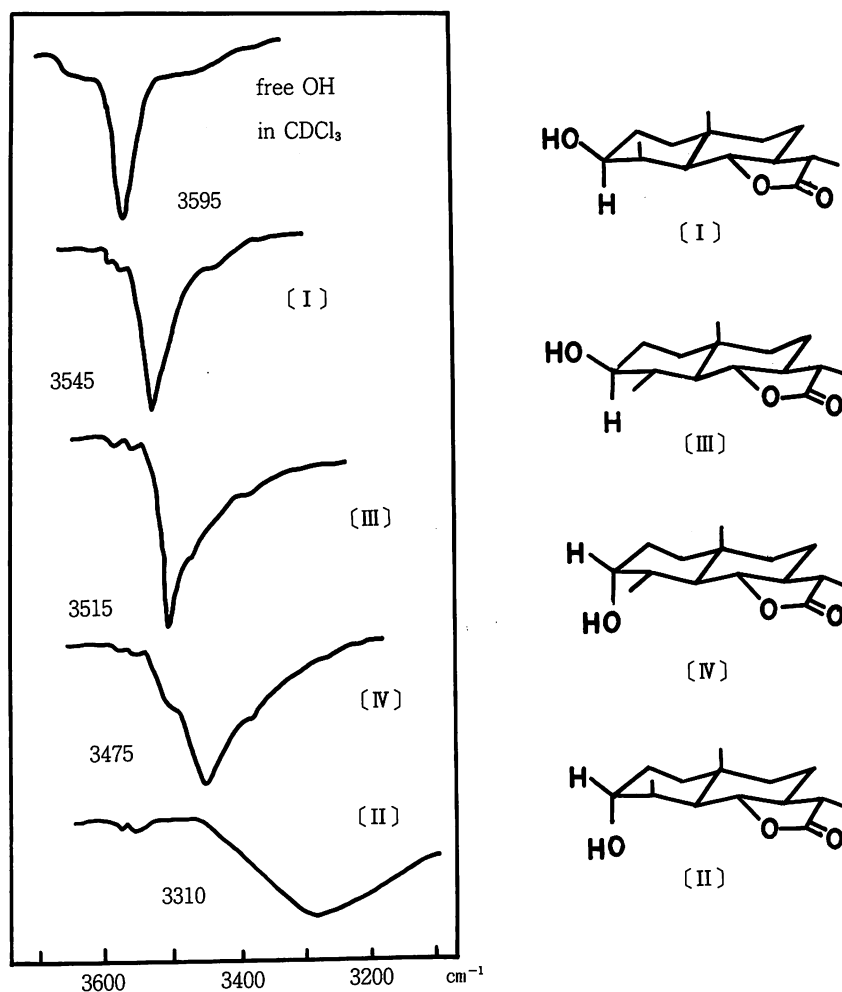 free OH
in CDCl₃
3595
〔Ⅰ〕
3545
〔Ⅲ〕
3515
〔Ⅳ〕
3475
〔Ⅱ〕
3310
3600 3400 3200 cm⁻¹
HO
H
O
O
〔Ⅰ〕
HO
H
O
O
〔Ⅲ〕
H
HO
O
O
〔Ⅳ〕
H
HO
O
O
〔Ⅱ〕